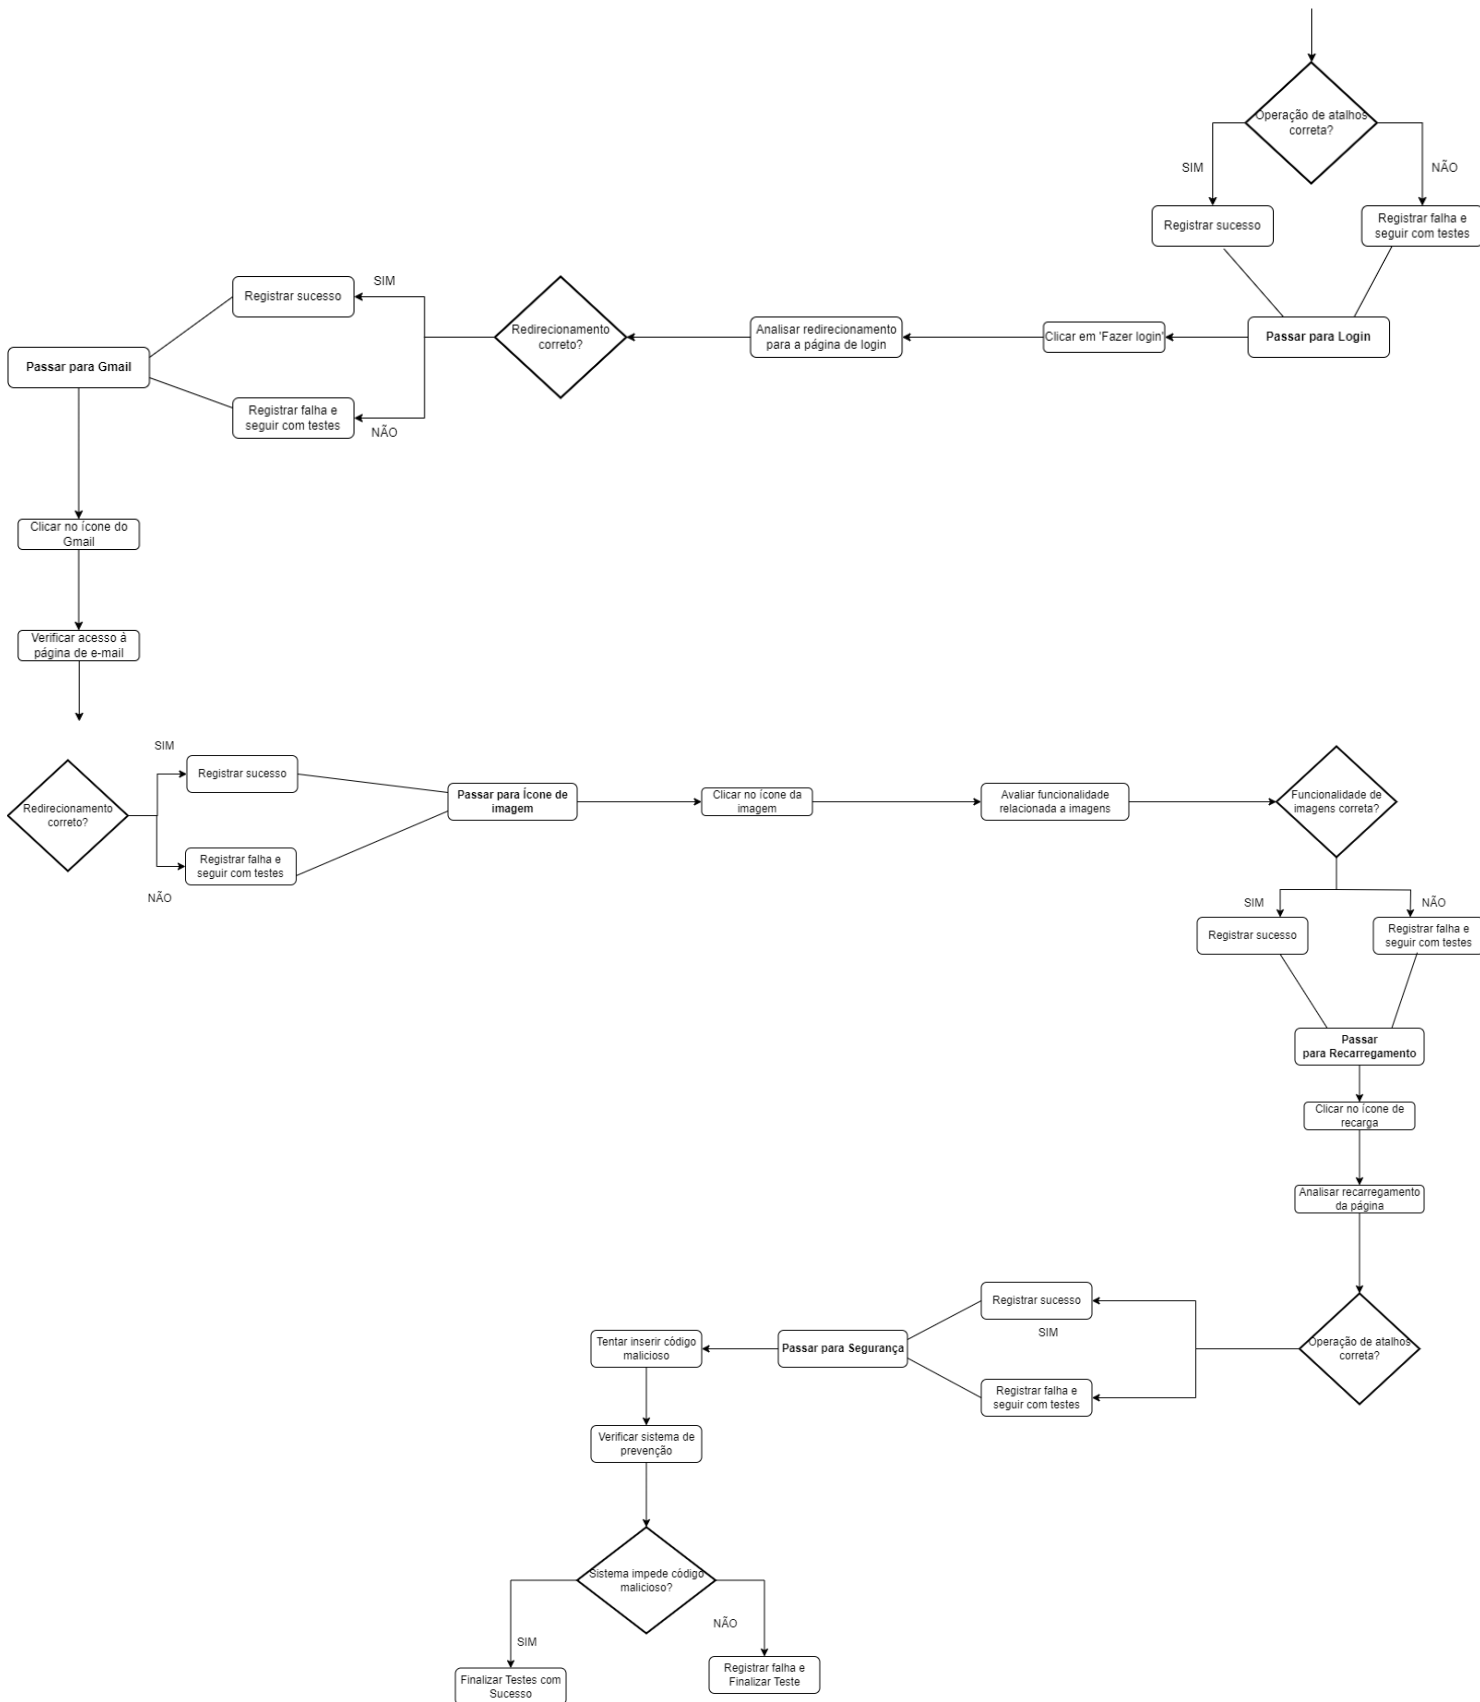 Operação de atalhos
correta?
SIM
NÃO
Registrar sucesso
Registrar falha e
seguir com testes
Passar para Login
Clicar em 'Fazer login'
Analisar redirecionamento
para a página de login
Redirecionamento
correto?
SIM
Registrar sucesso
Registrar falha e
seguir com testes
NÃO
Passar para Gmail
Clicar no ícone do
Gmail
Verificar acesso à
página de e-mail
Redirecionamento
correto?
SIM
Registrar sucesso
Registrar falha e
seguir com testes
NÃO
Passar para Ícone de
imagem
Clicar no ícone da
imagem
Avaliar funcionalidade
relacionada a imagens
Funcionalidade de
imagens correta?
SIM
NÃO
Registrar sucesso
Registrar falha e
seguir com testes
Passar
para Recarregamento
Clicar no ícone de
recarga
Analisar recarregamento
da página
Operação de atalhos
correta?
Registrar sucesso
SIM
Registrar falha e
seguir com testes
Passar para Segurança
Tentar inserir código
malicioso
Verificar sistema de
prevenção
Sistema impede código
malicioso?
SIM
NÃO
Finalizar Testes com
Sucesso
Registrar falha e
Finalizar Teste